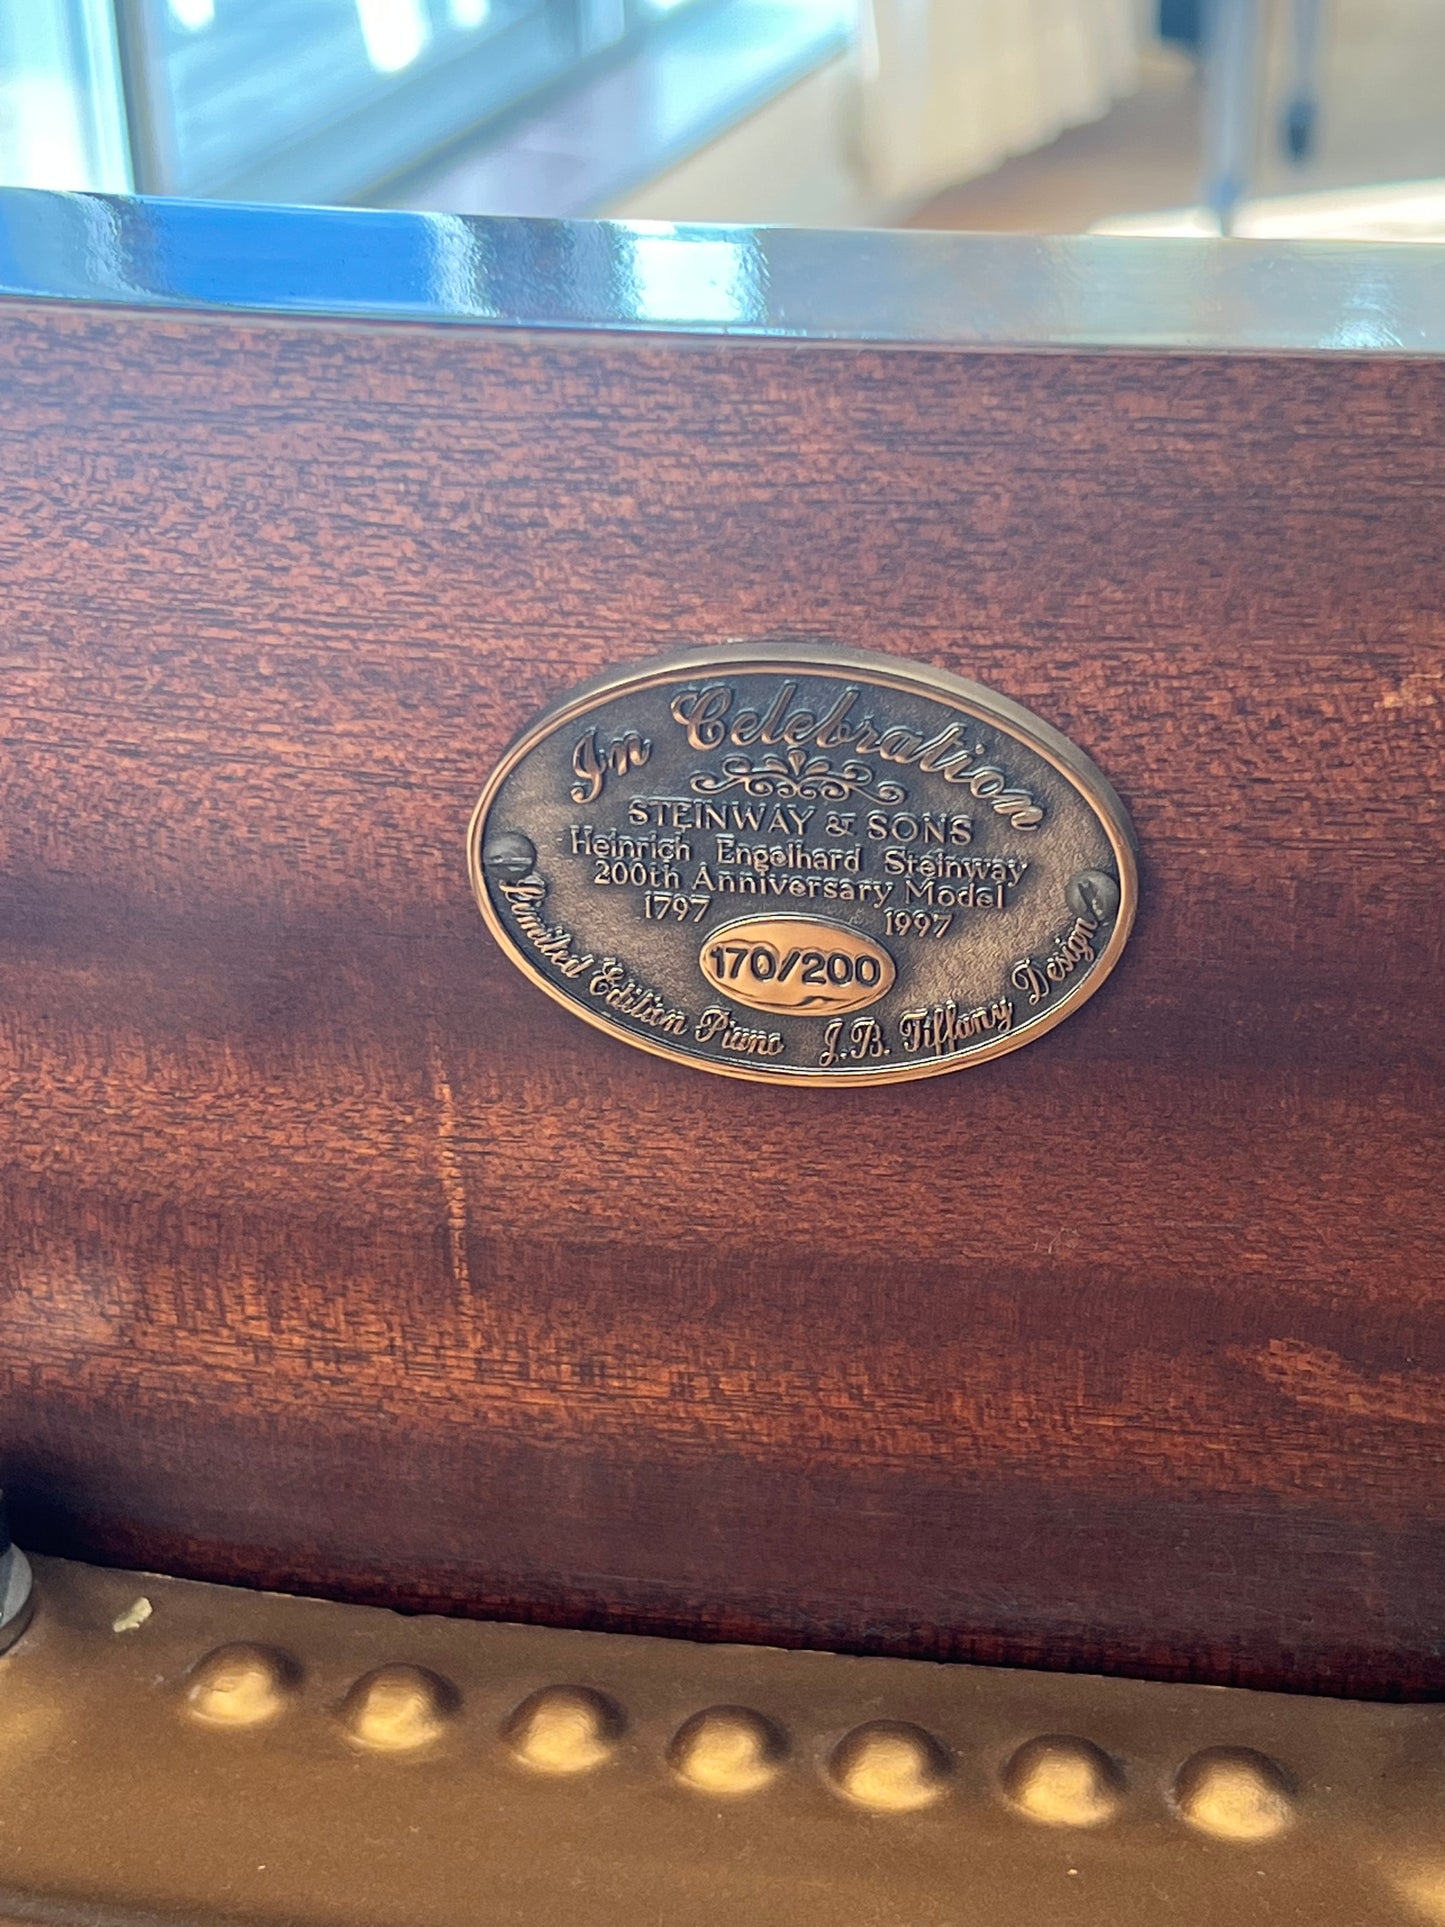 In Celebration
STEINWAY & SONS
Heinrich Engelhard Steinway
200th Anniversary Model
1797 1997
170/200
Limited Edition Piano J.B. Tiffany Design